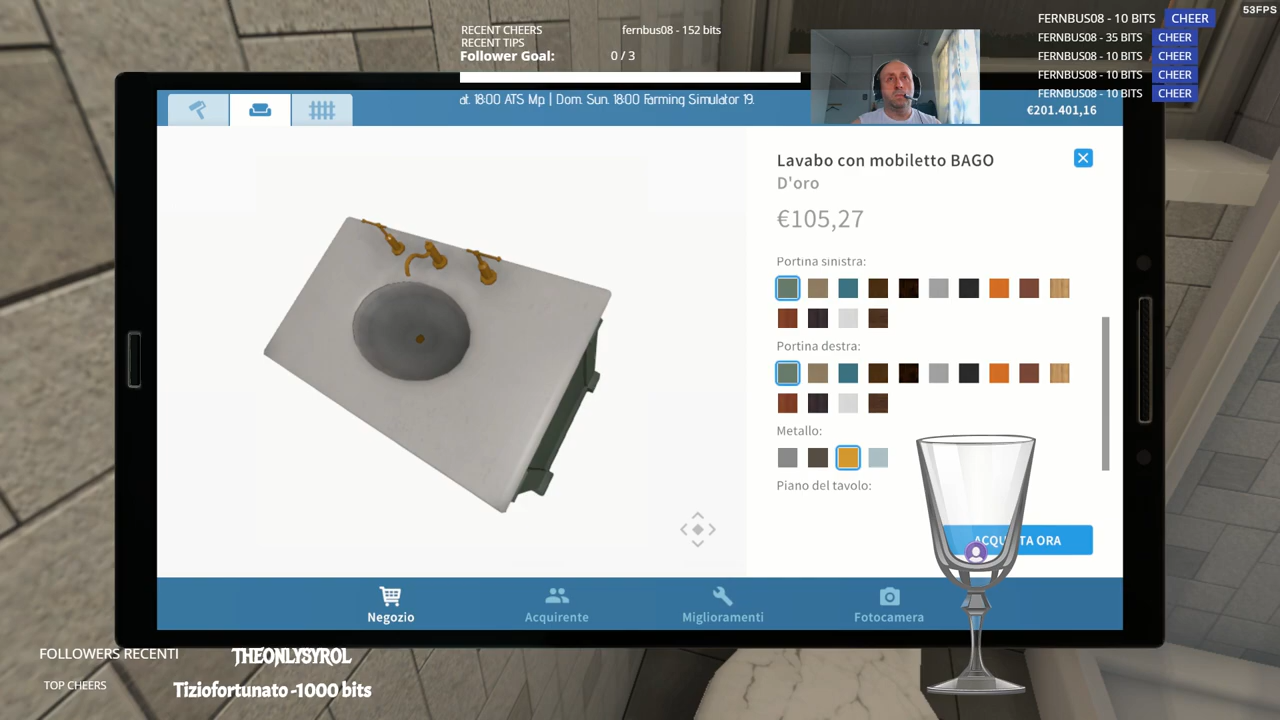 53FPS
RECENT CHEERS fernbus08 - 152 bits
RECENT TIPS
Follower Goal: 0 / 3
FERNBUS08 - 10 BITS CHEER
FERNBUS08 - 35 BITS CHEER
FERNBUS08 - 10 BITS CHEER
FERNBUS08 - 10 BITS CHEER
FERNBUS08 - 10 BITS CHEER
at. 18:00 ATS Mp | Dom. Sun. 18:00 Farming Simulator 19.
€201.401,16
Lavabo con mobiletto BAGO
D'oro
€105,27
Portina sinistra:
Portina destra:
Metallo:
Piano del tavolo:
ACQUISTA ORA
Negozio
Acquirente
Miglioramenti
Fotocamera
FOLLOWERS RECENTI THEONLYSYROL
TOP CHEERS Tiziofortunato -1000 bits